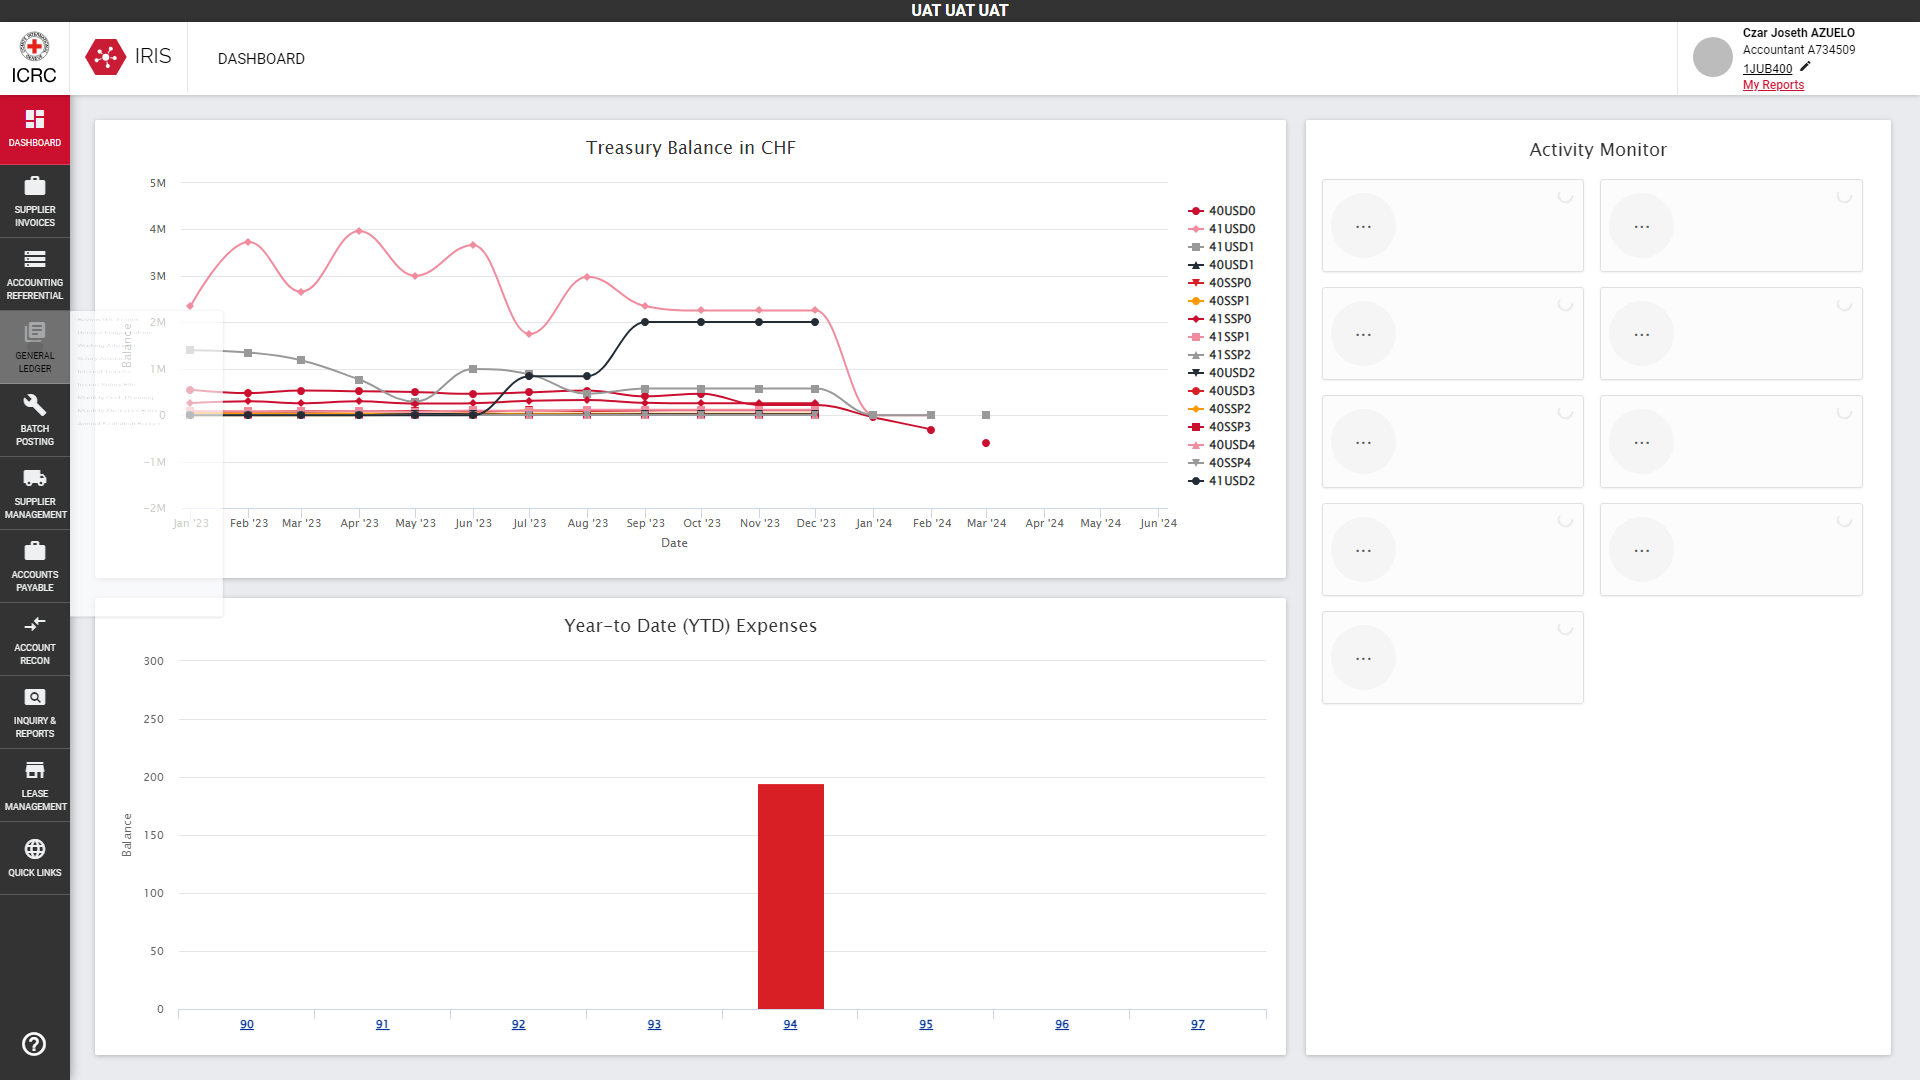 UAT UAT UAT
ICRC
IRIS
DASHBOARD
Czar Joseth AZUELO
Accountant A734509
1JUB400
My Reports
DASHBOARD
SUPPLIER
INVOICES
ACCOUNTING
REFERENTIAL
GENERAL
LEDGER
BATCH
POSTING
SUPPLIER
MANAGEMENT
ACCOUNTS
PAYABLE
ACCOUNT
RECON
INQUIRY &
REPORTS
LEASE
MANAGEMENT
QUICK LINKS
Treasury Balance in CHF
5M
4M
3M
2M
1M
0
-1M
-2M
Balance
Jan '23 Feb '23 Mar '23 Apr '23 May '23 Jun '23 Jul '23 Aug '23 Sep '23 Oct '23 Nov '23 Dec '23 Jan '24 Feb '24 Mar '24 Apr '24 May '24 Jun '24
Date
40USD0
41USD0
41USD1
40USD1
40SSP0
40SSP1
41SSP0
41SSP1
41SSP2
40USD2
40USD3
40SSP2
40SSP3
40USD4
40SSP4
41USD2
Year-to Date (YTD) Expenses
300
250
200
150
100
50
0
Balance
90 91 92 93 94 95 96 97
Activity Monitor
... ...
... ...
... ...
... ...
...